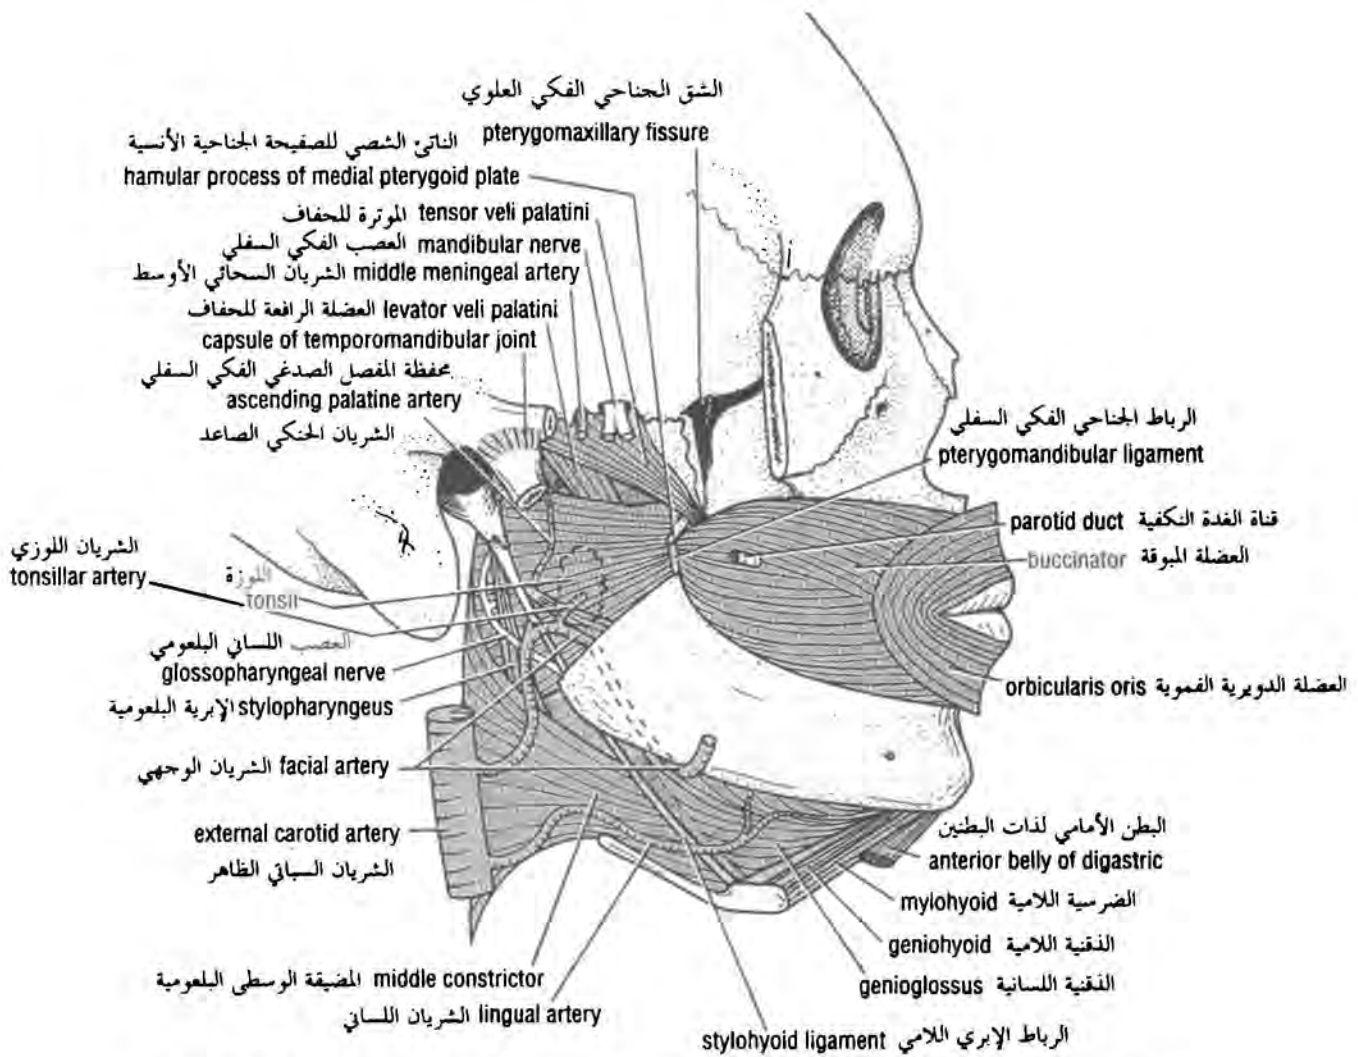 الشق الجناحي الفكي العلوي
pterygomaxillary fissure
الناتئ الشصي للصفيحة الجناحية الأنسية
hamular process of medial pterygoid plate
الموترة للحفاف tensor veli palatini
العصب الفكي السفلي mandibular nerve
الشريان السحائي الأوسط middle meningeal artery
العضلة الرافعة للحفاف levator veli palatini
capsule of temporomandibular joint
محفظة المفصل الصدغي الفكي السفلي
ascending palatine artery
الشريان الحنكي الصاعد
الرباط الجناحي الفكي السفلي
pterygomandibular ligament
parotid duct قناة الغدة النكفية
buccinator العضلة المبوقة
الشريان اللوزي
tonsillar artery
اللوزة
tonsil
العصب اللساني البلعومي
glossopharyngeal nerve
الإبرية البلعومية stylopharyngeus
orbicularis oris العضلة الدويرية الفموية
الشريان الوجهي facial artery
external carotid artery
الشريان السباتي الظاهر
البطن الأمامي لذات البطنين
anterior belly of digastric
mylohyoid الضرسية اللامية
geniohyoid الذقنية اللامية
genioglossus الذقنية اللسانية
المضيقة الوسطى البلعومية middle constrictor
الشريان اللساني lingual artery
stylohyoid ligament الرباط الإبري اللامي